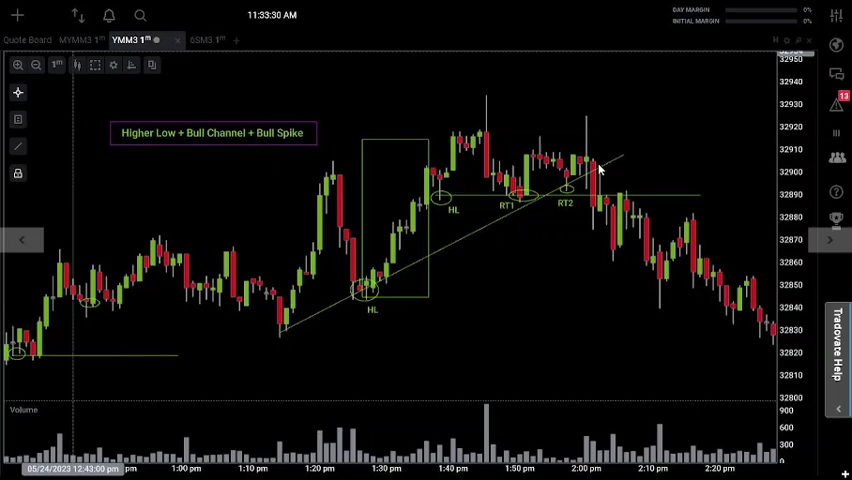 11:33:30 AM
DAY MARGIN 0%
INITIAL MARGIN 0%
Quote Board MYMM3 1m YMM3 1m × 6SM3 1m +
H
1m
Higher Low + Bull Channel + Bull Spike
HL
HL
RT1
RT2
32950
32940
32930
32920
32910
32900
32890
32880
32870
32860
32850
32840
32830
32820
32810
32800
Volume
900
600
300
0
05/24/2023 12:43:00 pm
1:00 pm 1:10 pm 1:20 pm 1:30 pm 1:40 pm 1:50 pm 2:00 pm 2:10 pm 2:20 pm
13
Tradovate Help